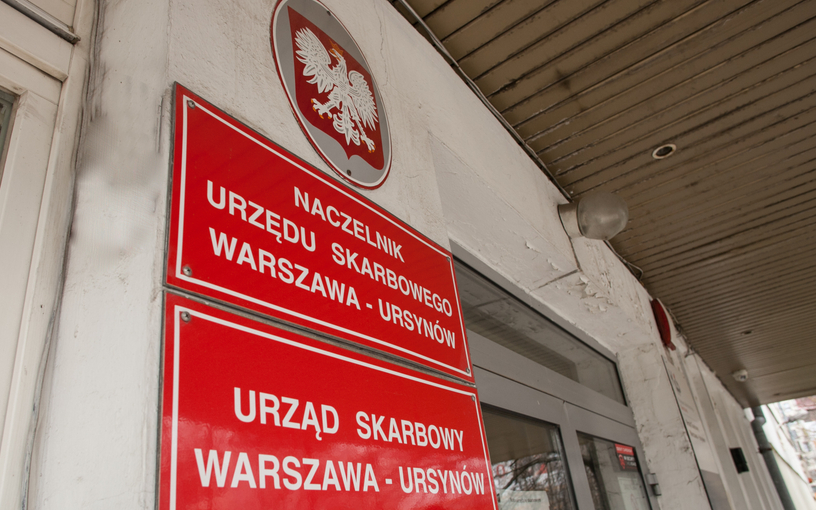 NACZELNIK
URZĘDU SKARBOWEGO
WARSZAWA - URSYNÓW
URZĄD SKARBOWY
WARSZAWA - URSYNÓW